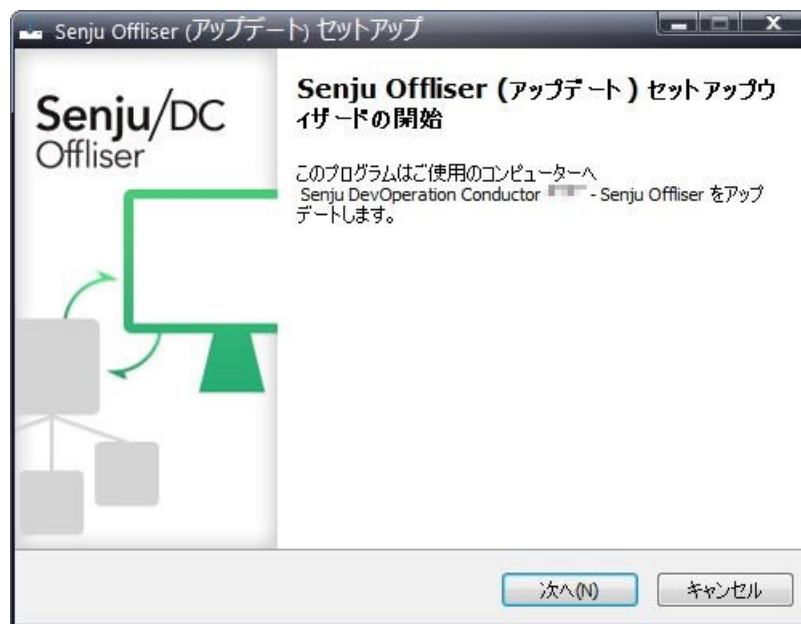 Senju Offliser (アップデート) セットアップ
Senju/DC
Offliser
Senju Offliser (アップデート) セットアップウ
ィザードの開始
このプログラムはご使用のコンピューターへ
Senju DevOperation Conductor - Senju Offliser をアップ
デートします。
次へ(N)
キャンセル